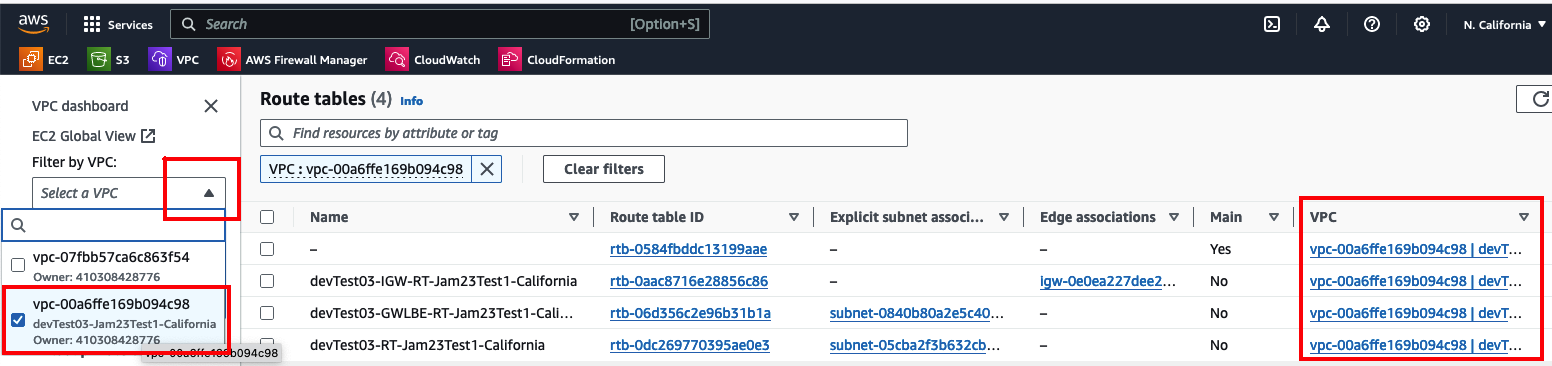 aws Services Search [Option+S] N. California
EC2 S3 VPC AWS Firewall Manager CloudWatch CloudFormation
VPC dashboard
EC2 Global View
Filter by VPC:
Select a VPC
vpc-07fbb57ca6c863f54
Owner: 410308428776
vpc-00a6ffe169b094c98
devTest03-Jam23Test1-California
Owner: 410308428776
vpc-00a6ffe169b094c98
Route tables (4) Info
Find resources by attribute or tag
VPC : vpc-00a6ffe169b094c98 Clear filters
Name Route table ID Explicit subnet associ... Edge associations Main VPC
– rtb-0584fbddc13199aae – – Yes vpc-00a6ffe169b094c98 | devT...
devTest03-IGW-RT-Jam23Test1-California rtb-0aac8716e28856c86 – igw-0e0ea227dee2... No vpc-00a6ffe169b094c98 | devT...
devTest03-GWLBE-RT-Jam23Test1-Cali... rtb-06d356c2e96b31b1a subnet-0840b80a2e5c40... – No vpc-00a6ffe169b094c98 | devT...
devTest03-RT-Jam23Test1-California rtb-0dc269770395ae0e3 subnet-05cba2f3b632cb... – No vpc-00a6ffe169b094c98 | devT...